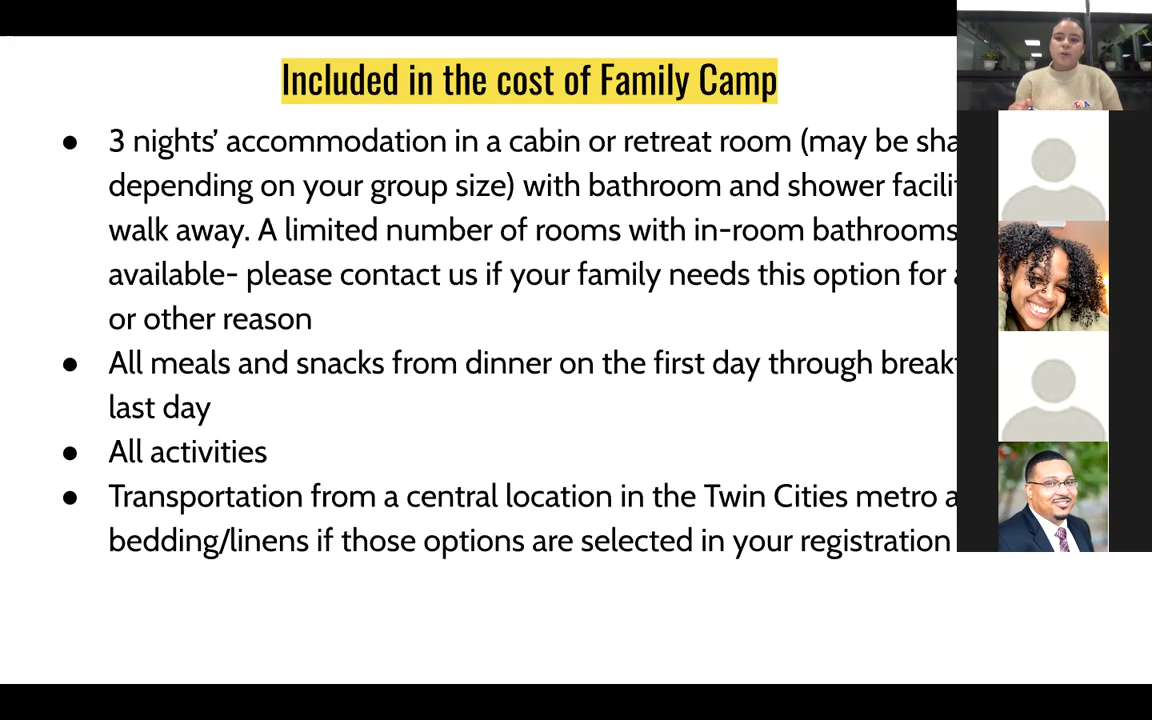 Included in the cost of Family Camp
● 3 nights’ accommodation in a cabin or retreat room (may be
depending on your group size) with bathroom and shower
walk away. A limited number of rooms with in-room bathrooms
available- please contact us if your family needs this option for
or other reason
● All meals and snacks from dinner on the first day through
last day
● All activities
● Transportation from a central location in the Twin Cities metro
bedding/linens if those options are selected in your registration